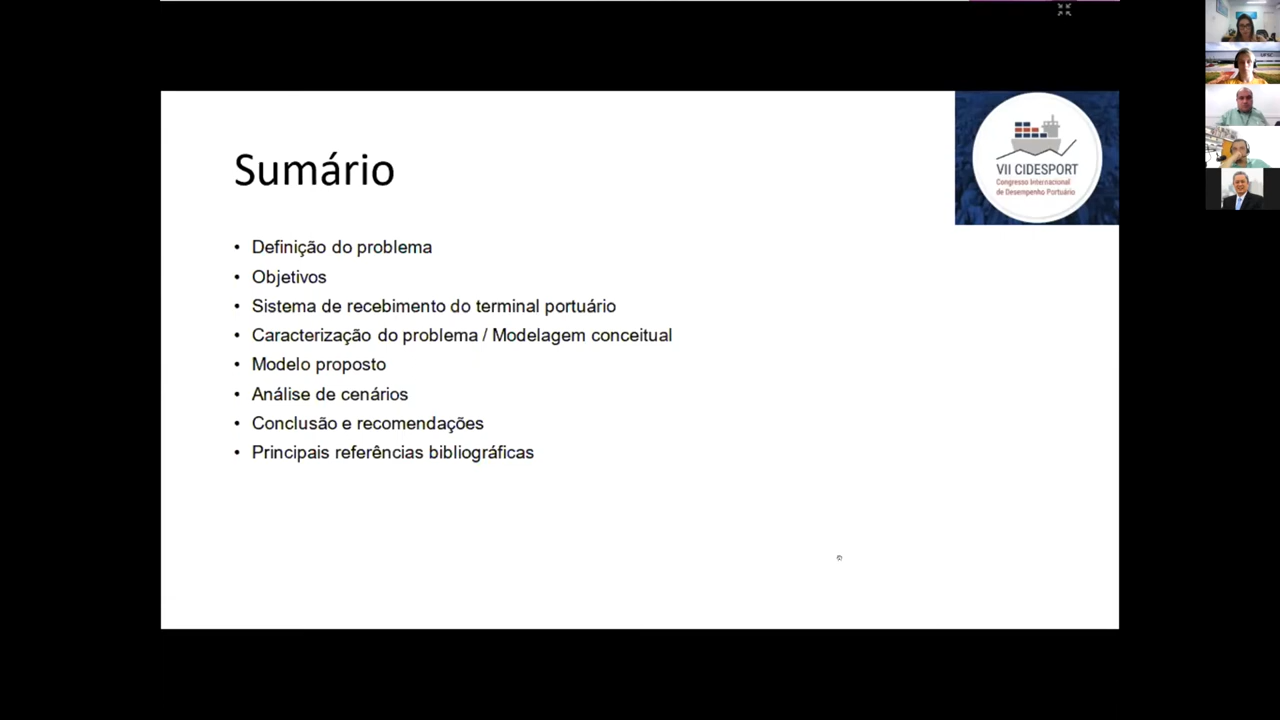 Sumário
VII CIDESPORT
Congresso Internacional
de Desempenho Portuário
• Definição do problema
• Objetivos
• Sistema de recebimento do terminal portuário
• Caracterização do problema / Modelagem conceitual
• Modelo proposto
• Análise de cenários
• Conclusão e recomendações
• Principais referências bibliográficas